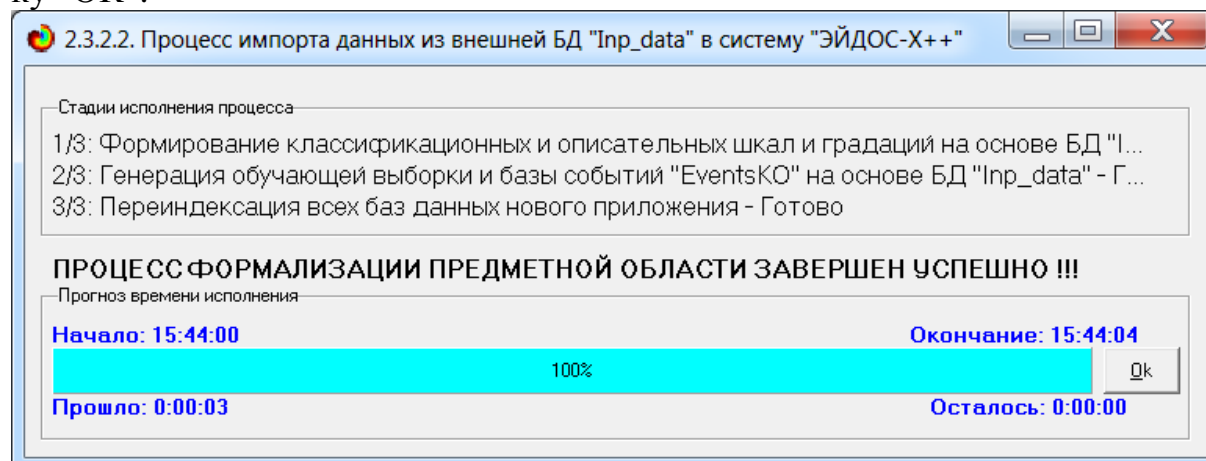 2.3.2.2. Процесс импорта данных из внешней БД "Inp_data" в систему "ЭЙДОС-X++"
Стадии исполнения процесса
1/3: Формирование классификационных и описательных шкал и градаций на основе БД "I...
2/3: Генерация обучающей выборки и базы событий "EventsKO" на основе БД "Inp_data" - Г...
3/3: Переиндексация всех баз данных нового приложения - Готово
ПРОЦЕСС ФОРМАЛИЗАЦИИ ПРЕДМЕТНОЙ ОБЛАСТИ ЗАВЕРШЕН УСПЕШНО !!!
Прогноз времени исполнения
Начало: 15:44:00 Окончание: 15:44:04
100% Ok
Прошло: 0:00:03 Осталось: 0:00:00